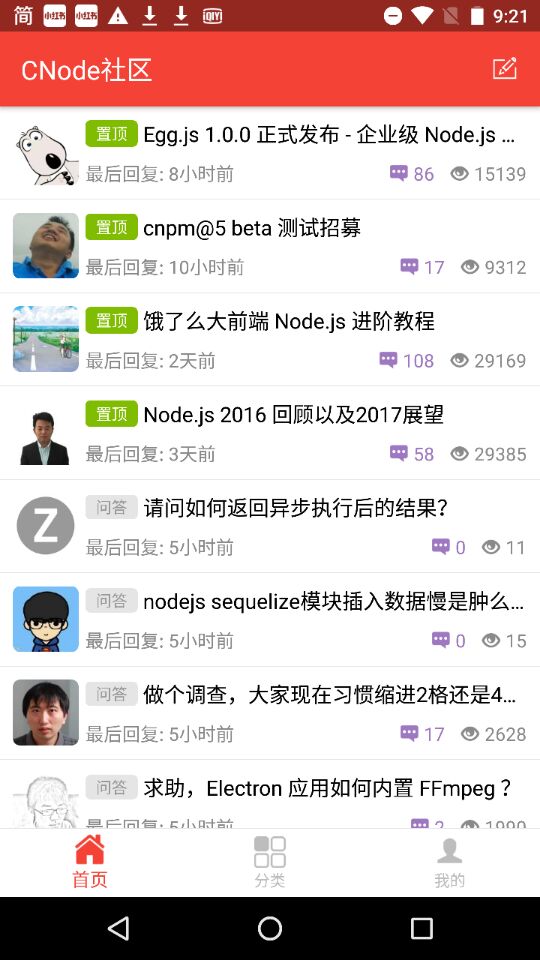 简 小红书 小红书 iQIYI 9:21
CNode社区
置顶 Egg.js 1.0.0 正式发布 - 企业级 Node.js ...
最后回复: 8小时前 86 15139
置顶 cnpm@5 beta 测试招募
最后回复: 10小时前 17 9312
置顶 饿了么大前端 Node.js 进阶教程
最后回复: 2天前 108 29169
置顶 Node.js 2016 回顾以及2017展望
最后回复: 3天前 58 29385
Z
问答 请问如何返回异步执行后的结果?
最后回复: 5小时前 0 11
问答 nodejs sequelize模块插入数据慢是肿么...
最后回复: 5小时前 0 15
问答 做个调查，大家现在习惯缩进2格还是4...
最后回复: 5小时前 17 2628
问答 求助，Electron 应用如何内置 FFmpeg ？
最后回复: 5小时前 2 1990
首页 分类 我的